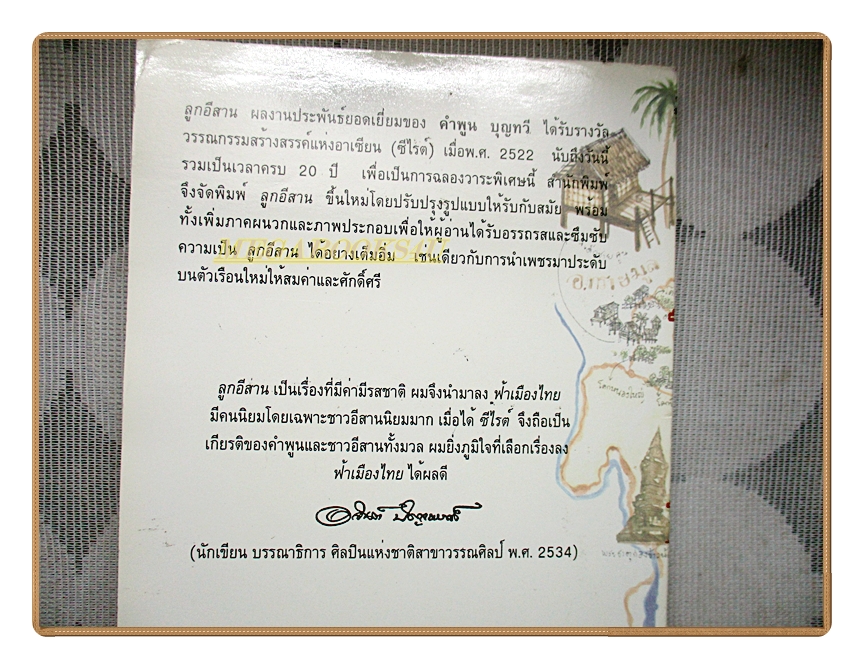 ลูกอีสาน ผลงานประพันธ์ยอดเยี่ยมของ คำพูน บุญทวี ได้รับรางวัล
วรรณกรรมสร้างสรรค์แห่งอาเซียน (ซีไรต์) เมื่อพ.ศ. 2522 นับถึงวันนี้
รวมเป็นเวลาครบ 20 ปี เพื่อเป็นการฉลองวาระพิเศษนี้ สำนักพิมพ์
จึงจัดพิมพ์ ลูกอีสาน ขึ้นใหม่โดยปรับปรุงรูปแบบให้รับกับสมัย พร้อม
ทั้งเพิ่มภาคผนวกและภาพประกอบเพื่อให้ผู้อ่านได้รับอรรถรสและซึมซับ
ความเป็น ลูกอีสาน ได้อย่างเต็มอิ่ม เช่นเดียวกับการนำเพชรมาประดับ
บนตัวเรือนใหม่ให้สมค่าและศักดิ์ศรี
ลูกอีสาน เป็นเรื่องที่มีค่ามีรสชาติ ผมจึงนำมาลง ฟ้าเมืองไทย
มีคนนิยมโดยเฉพาะชาวอีสานนิยมมาก เมื่อได้ ซีไรต์ จึงถือเป็น
เกียรติของคำพูนและชาวอีสานทั้งมวล ผมยิ่งภูมิใจที่เลือกเรื่องลง
ฟ้าเมืองไทย ได้ผลดี
(นักเขียน บรรณาธิการ ศิลปินแห่งชาติสาขาวรรณศิลป์ พ.ศ. 2534)